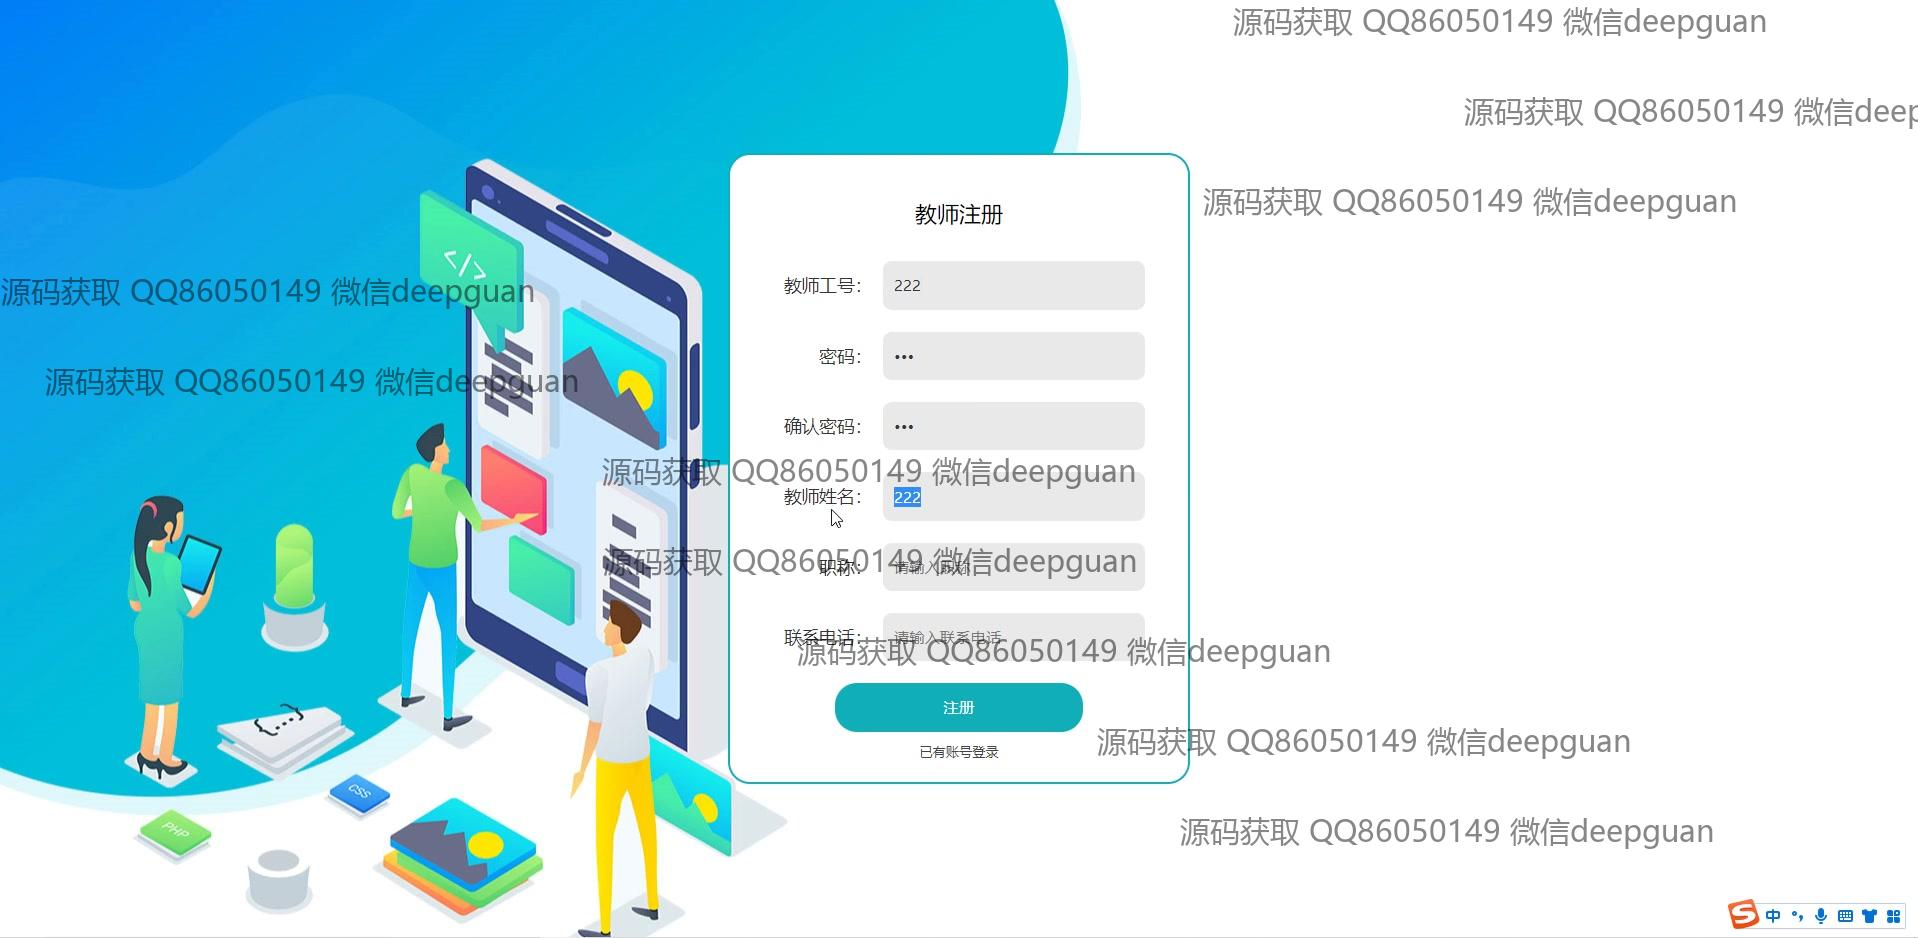 源码获取 QQ86050149 微信deepguan
源码获取 QQ86050149 微信deep
源码获取 QQ86050149 微信deepguan
教师注册
</>
教师工号： 222
源码获取 QQ86050149 微信deepguan
密码： •••
源码获取 QQ86050149 微信deepguan
确认密码： •••
源码获取 QQ86050149 微信deepguan
教师姓名： 222
源码获取 QQ86050149 微信deepguan
职称： 请输入职称
联系电话： 请输入联系电话
源码获取 QQ86050149 微信deepguan
注册
{...}
源码获取 QQ86050149 微信deepguan
已有账号登录
CSS
PHP
源码获取 QQ86050149 微信deepguan
S 中